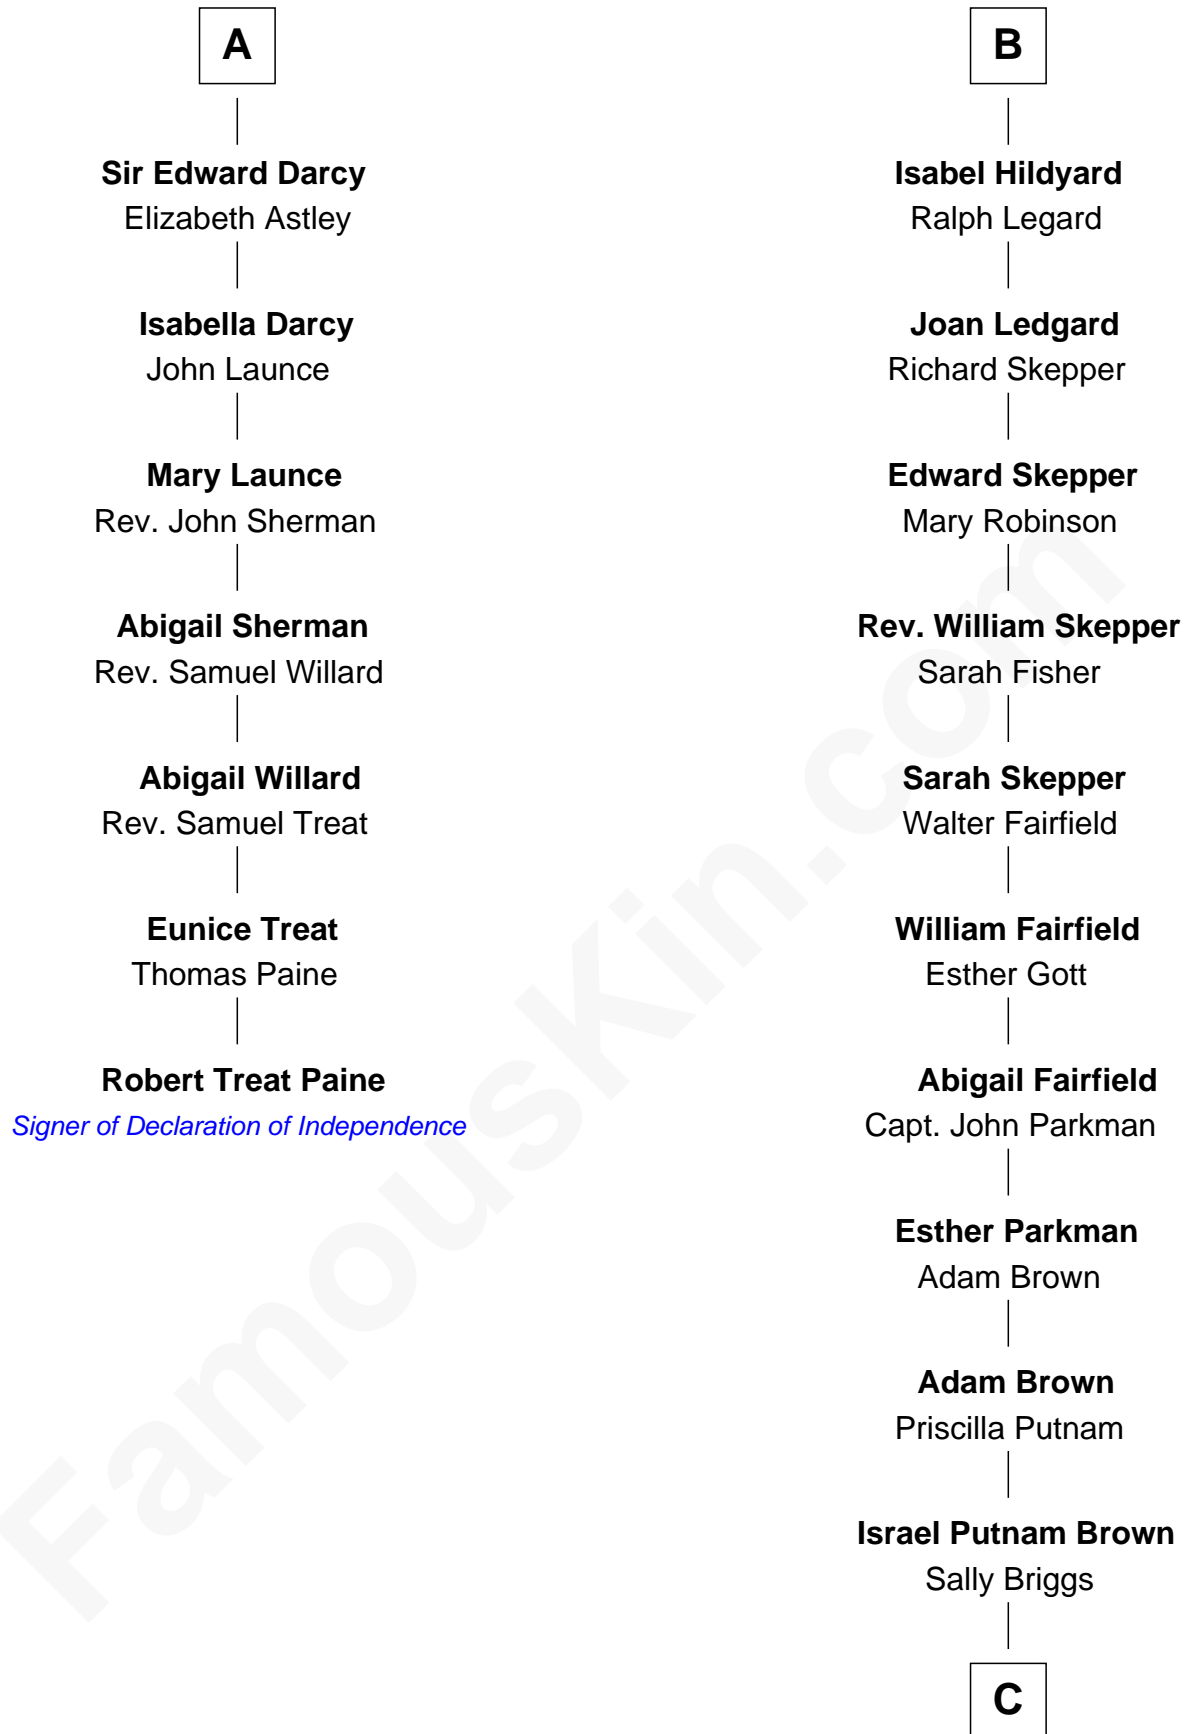 A
Sir Edward Darcy
Elizabeth Astley
Isabella Darcy
John Launce
Mary Launce
Rev. John Sherman
Abigail Sherman
Rev. Samuel Willard
Abigail Willard
Rev. Samuel Treat
Eunice Treat
Thomas Paine
Robert Treat Paine
Signer of Declaration of Independence
B
Isabel Hildyard
Ralph Legard
Joan Ledgard
Richard Skepper
Edward Skepper
Mary Robinson
Rev. William Skepper
Sarah Fisher
Sarah Skepper
Walter Fairfield
William Fairfield
Esther Gott
Abigail Fairfield
Capt. John Parkman
Esther Parkman
Adam Brown
Adam Brown
Priscilla Putnam
Israel Putnam Brown
Sally Briggs
C
FamousKin.com